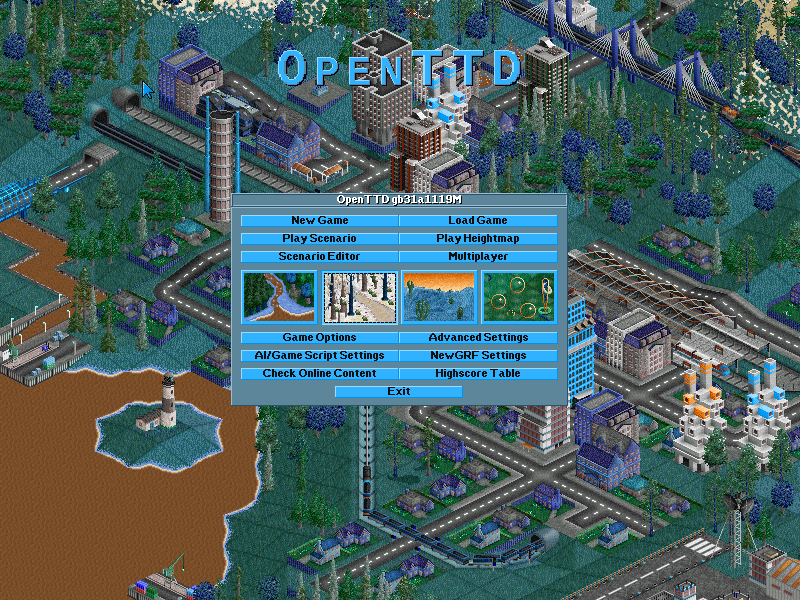 OPENTTD
OpenTTD gb31a1119M
New Game
Load Game
Play Scenario
Play Heightmap
Scenario Editor
Multiplayer
Game Options
Advanced Settings
AI/Game Script Settings
NewGRF Settings
Check Online Content
Highscore Table
Exit